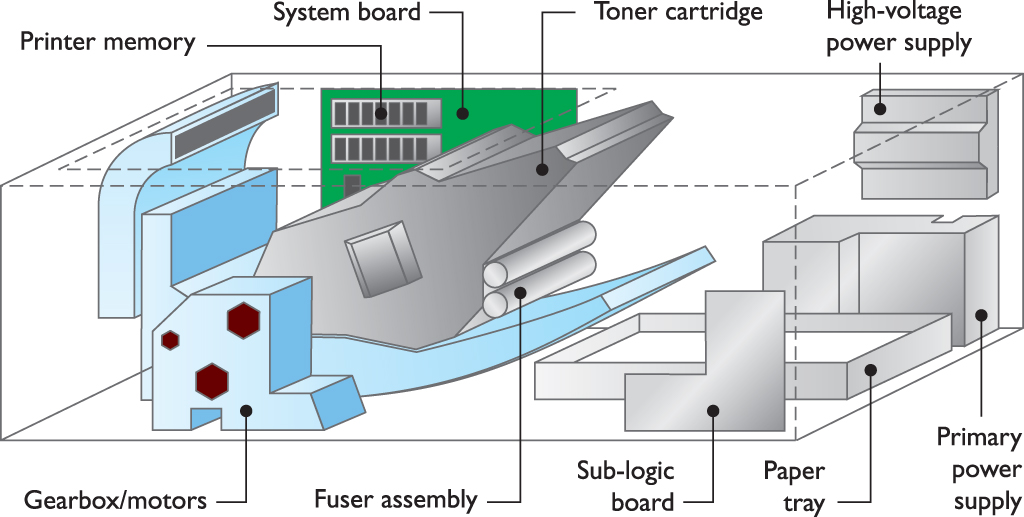 System board
Toner cartridge
High-voltage
power supply
Printer memory
Primary
power
supply
Sub-logic
board
Paper
tray
Gearbox/motors
Fuser assembly